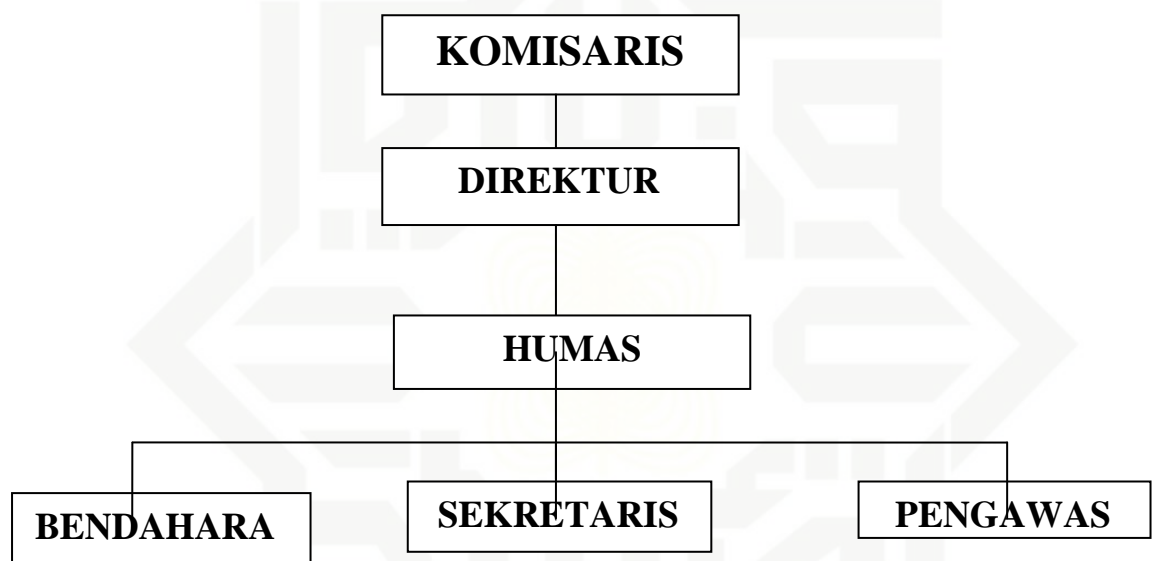 KOMISARIS
DIREKTUR
HUMAS
BENDAHARA
SEKRETARIS
PENGAWAS